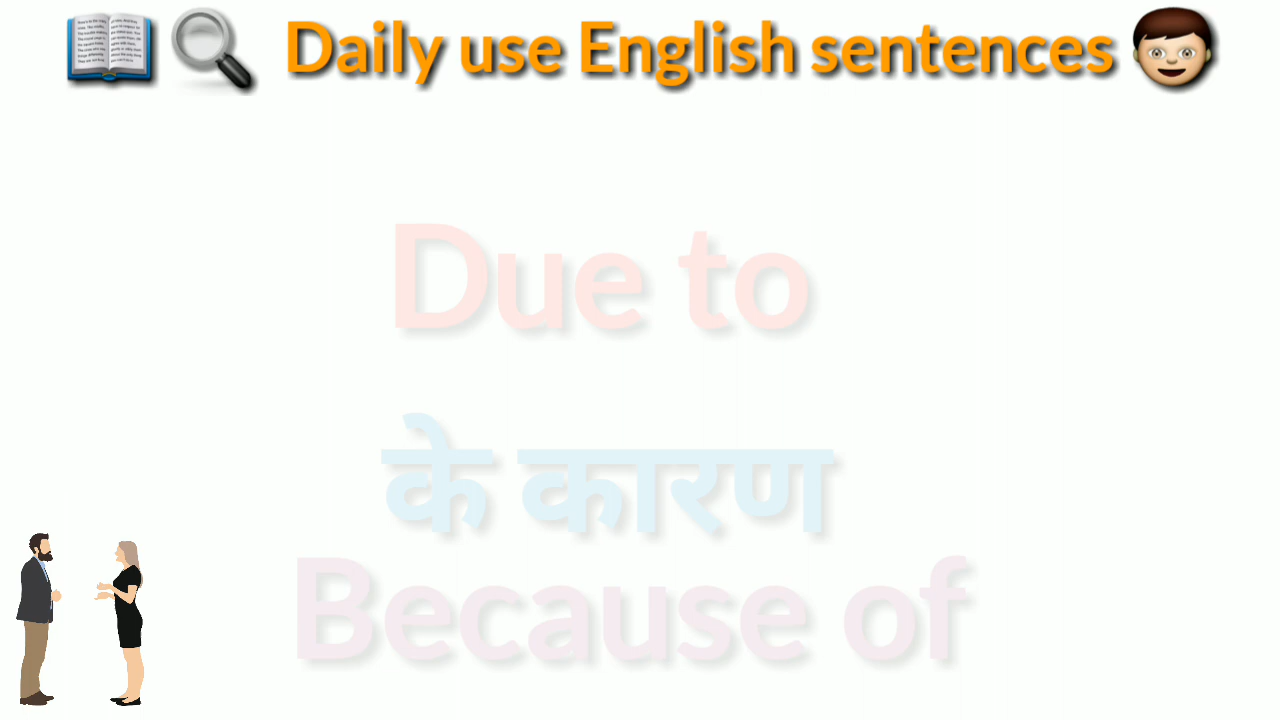 Daily use English sentences
Due to
के कारण
Because of